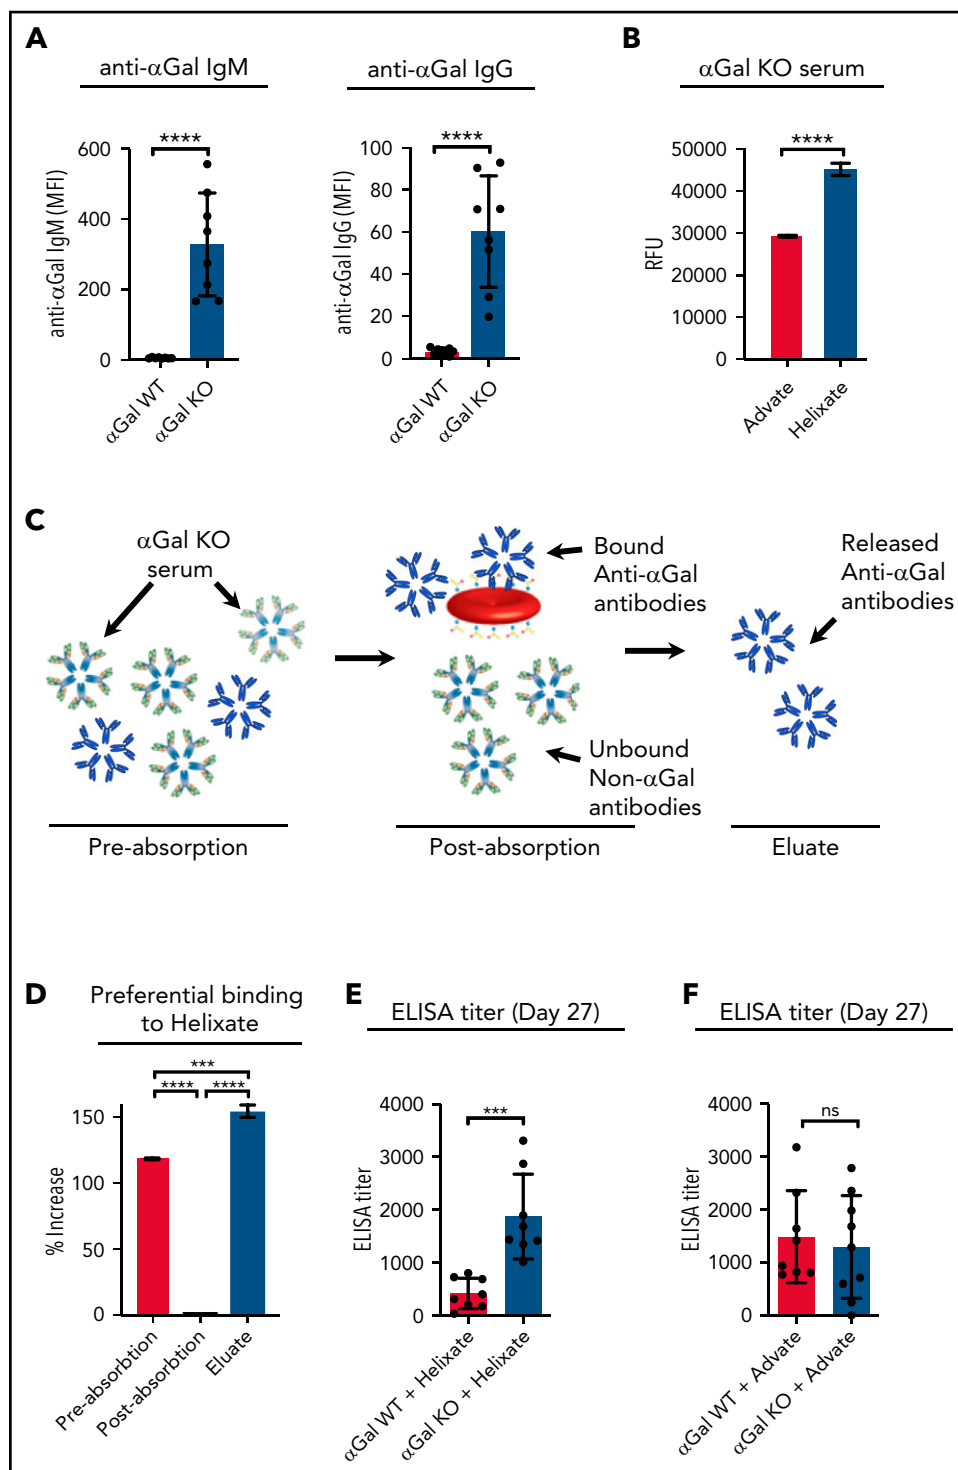 A
anti-αGal IgM
****
anti-αGal IgM (MFI)
600
400
200
0
αGal WT
αGal KO
anti-αGal IgG
****
anti-αGal IgG (MFI)
100
80
60
40
20
0
αGal WT
αGal KO
B
αGal KO serum
****
RFU
50000
40000
30000
20000
10000
0
Advate
Helixate
C
αGal KO
serum
Bound
Anti-αGal
antibodies
Released
Anti-αGal
antibodies
Unbound
Non-αGal
antibodies
Pre-absorption
Post-absorption
Eluate
D
Preferential binding
to Helixate
***
****
****
% Increase
150
100
50
0
Pre-absorbtion
Post-absorbtion
Eluate
E
ELISA titer (Day 27)
***
ELISA titer
4000
3000
2000
1000
0
αGal WT + Helixate
αGal KO + Helixate
F
ELISA titer (Day 27)
ns
ELISA titer
4000
3000
2000
1000
0
αGal WT + Advate
αGal KO + Advate